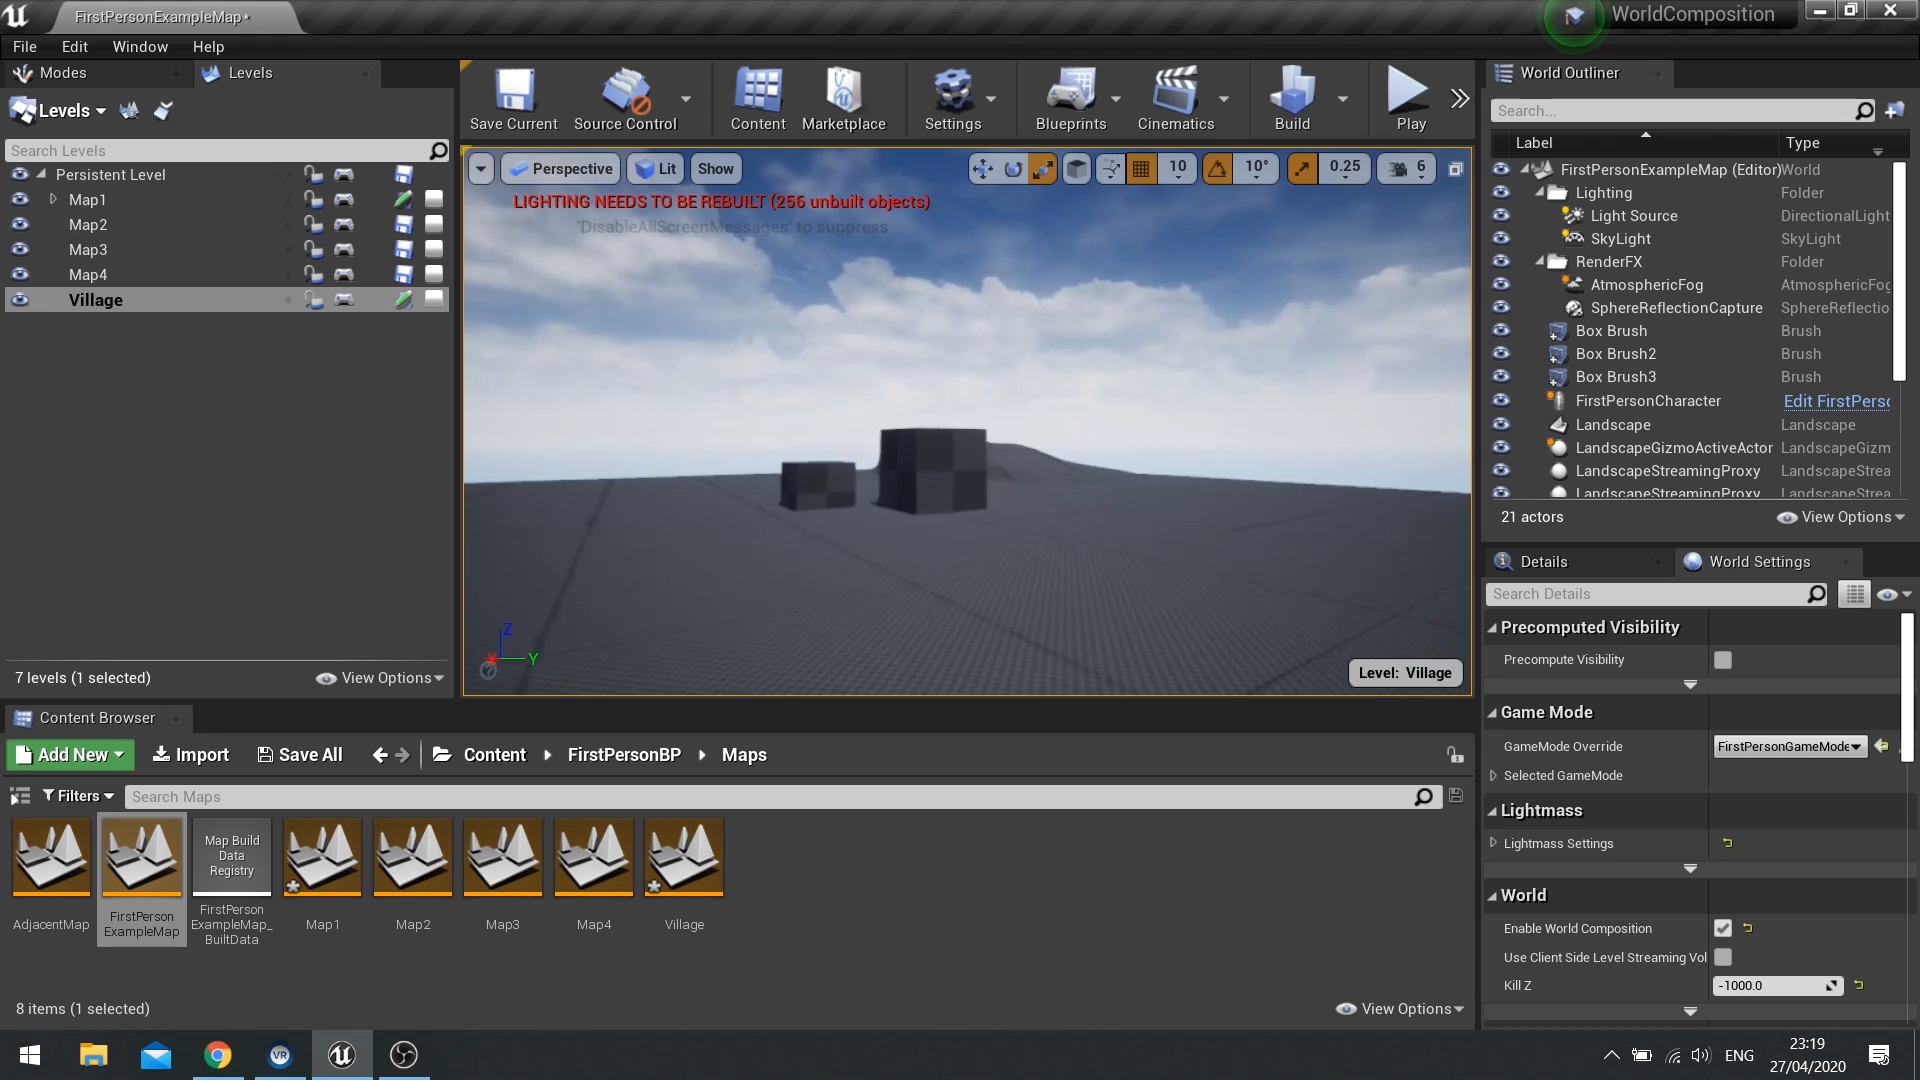 FirstPersonExampleMap*
WorldComposition
File Edit Window Help
Modes
Levels
Levels
Search Levels
Persistent Level
Map1
Map2
Map3
Map4
Village
7 levels (1 selected)
View Options
Save Current
Source Control
Content
Marketplace
Settings
Blueprints
Cinematics
Build
Play
Perspective
Lit
Show
10
10°
0.25
6
LIGHTING NEEDS TO BE REBUILT (256 unbuilt objects)
'DisableAllScreenMessages' to suppress
Z
X
Y
Level: Village
World Outliner
Search...
Label Type
FirstPersonExampleMap (Editor) World
Lighting Folder
Light Source DirectionalLight
SkyLight SkyLight
RenderFX Folder
AtmosphericFog AtmosphericFog
SphereReflectionCapture SphereReflectio
Box Brush Brush
Box Brush2 Brush
Box Brush3 Brush
FirstPersonCharacter Edit FirstPerso
Landscape Landscape
LandscapeGizmoActiveActor LandscapeGizm
LandscapeStreamingProxy LandscapeStrea
LandscapeStreamingProxy LandscapeStrea
21 actors
View Options
Details
World Settings
Search Details
Precomputed Visibility
Precompute Visibility
Game Mode
GameMode Override FirstPersonGameMode
Selected GameMode
Lightmass
Lightmass Settings
World
Enable World Composition
Use Client Side Level Streaming Vol
Kill Z -1000.0
Content Browser
Add New
Import
Save All
Content
FirstPersonBP
Maps
Filters
Search Maps
AdjacentMap
FirstPerson
ExampleMap
Map Build
Data
Registry
FirstPerson
ExampleMap_
BuiltData
Map1
Map2
Map3
Map4
Village
8 items (1 selected)
View Options
VR
ENG
23:19
27/04/2020